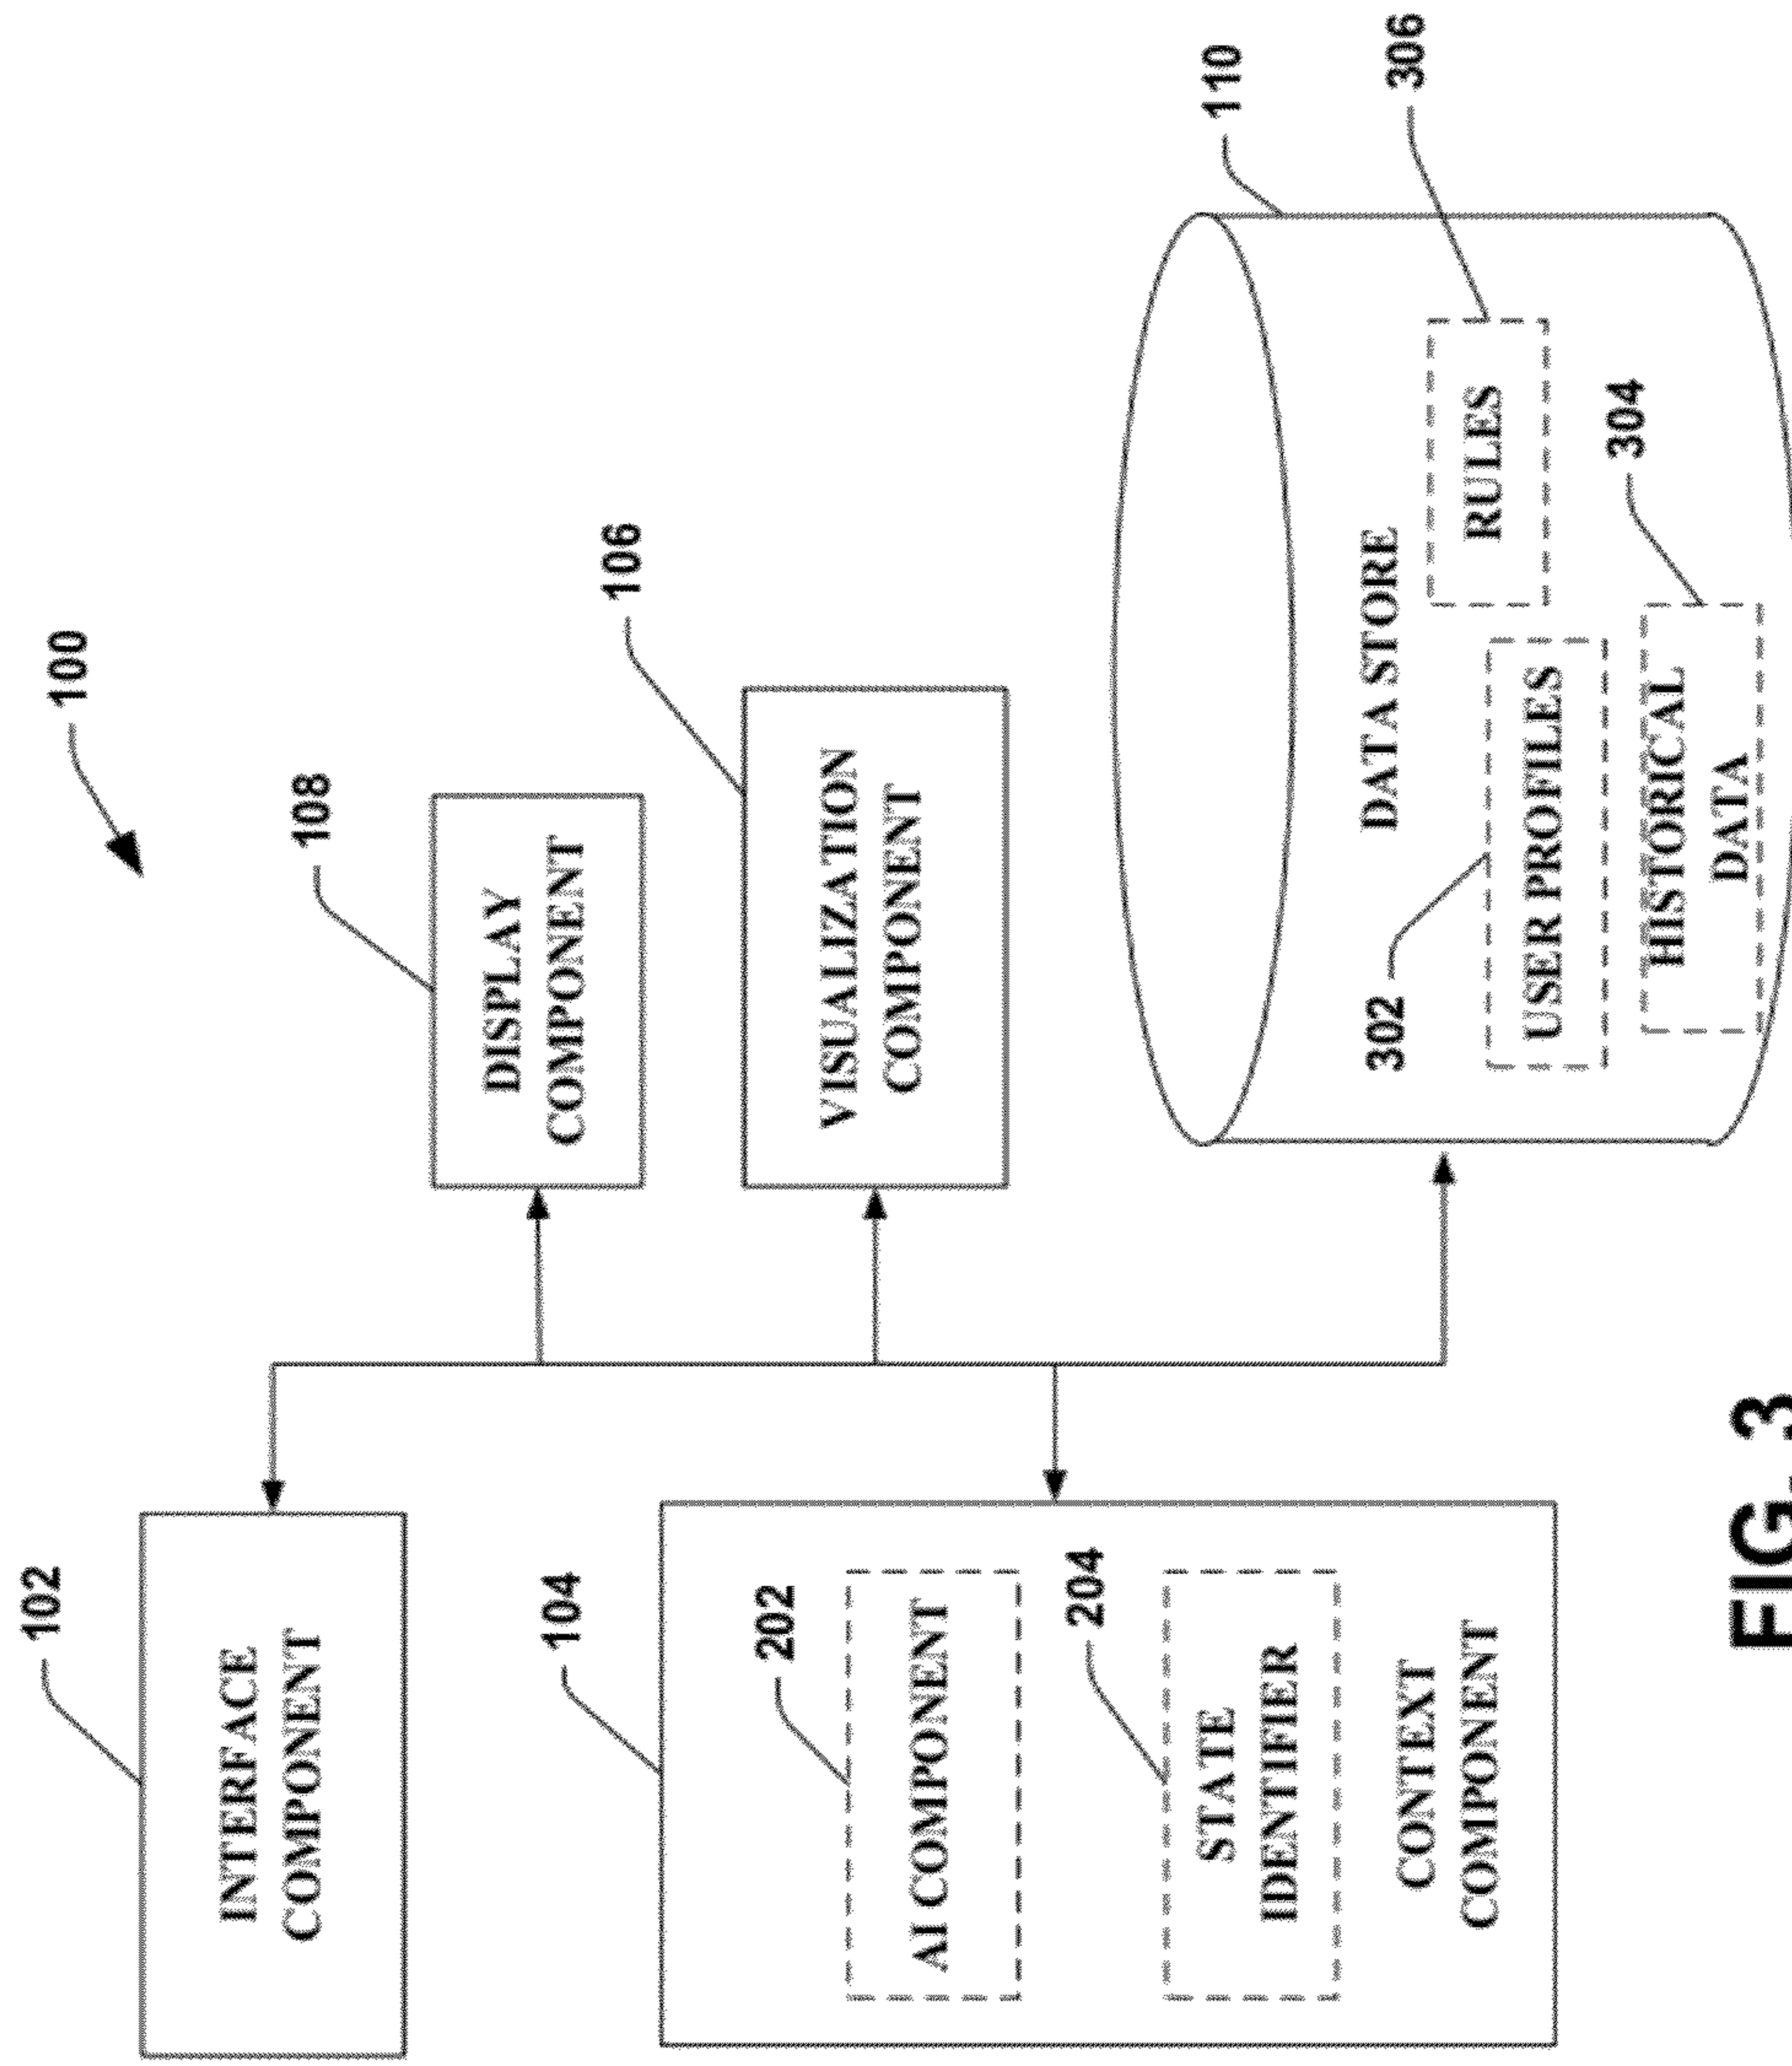 100
102
INTERFACE
COMPONENT
108
DISPLAY
COMPONENT
104
202
AI COMPONENT
204
STATE
IDENTIFIER
CONTEXT
COMPONENT
106
VISUALIZATION
COMPONENT
110
DATA STORE
302
USER PROFILES
306
RULES
304
HISTORICAL
DATA
FIG. 3